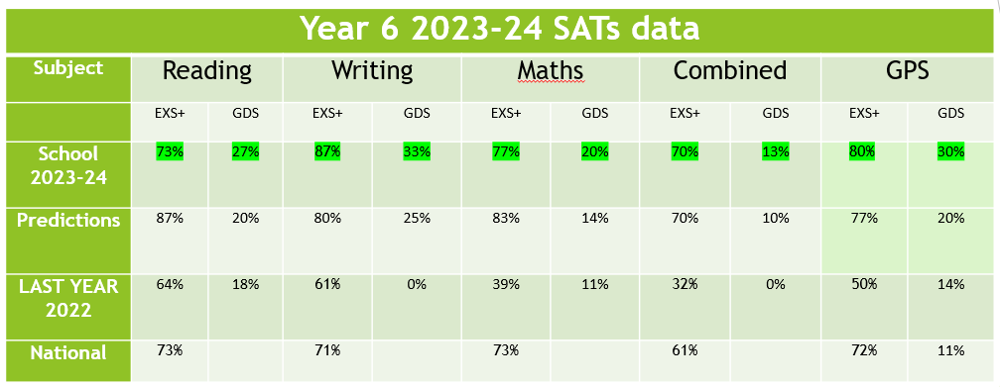 Year 6 2023-24 SATs data
Subject Reading Writing Maths Combined GPS
EXS+ GDS EXS+ GDS EXS+ GDS EXS+ GDS EXS+ GDS
School 73% 27% 87% 33% 77% 20% 70% 13% 80% 30%
2023-24
Predictions 87% 20% 80% 25% 83% 14% 70% 10% 77% 20%
LAST YEAR 64% 18% 61% 0% 39% 11% 32% 0% 50% 14%
2022
National 73% 71% 73% 61% 72% 11%